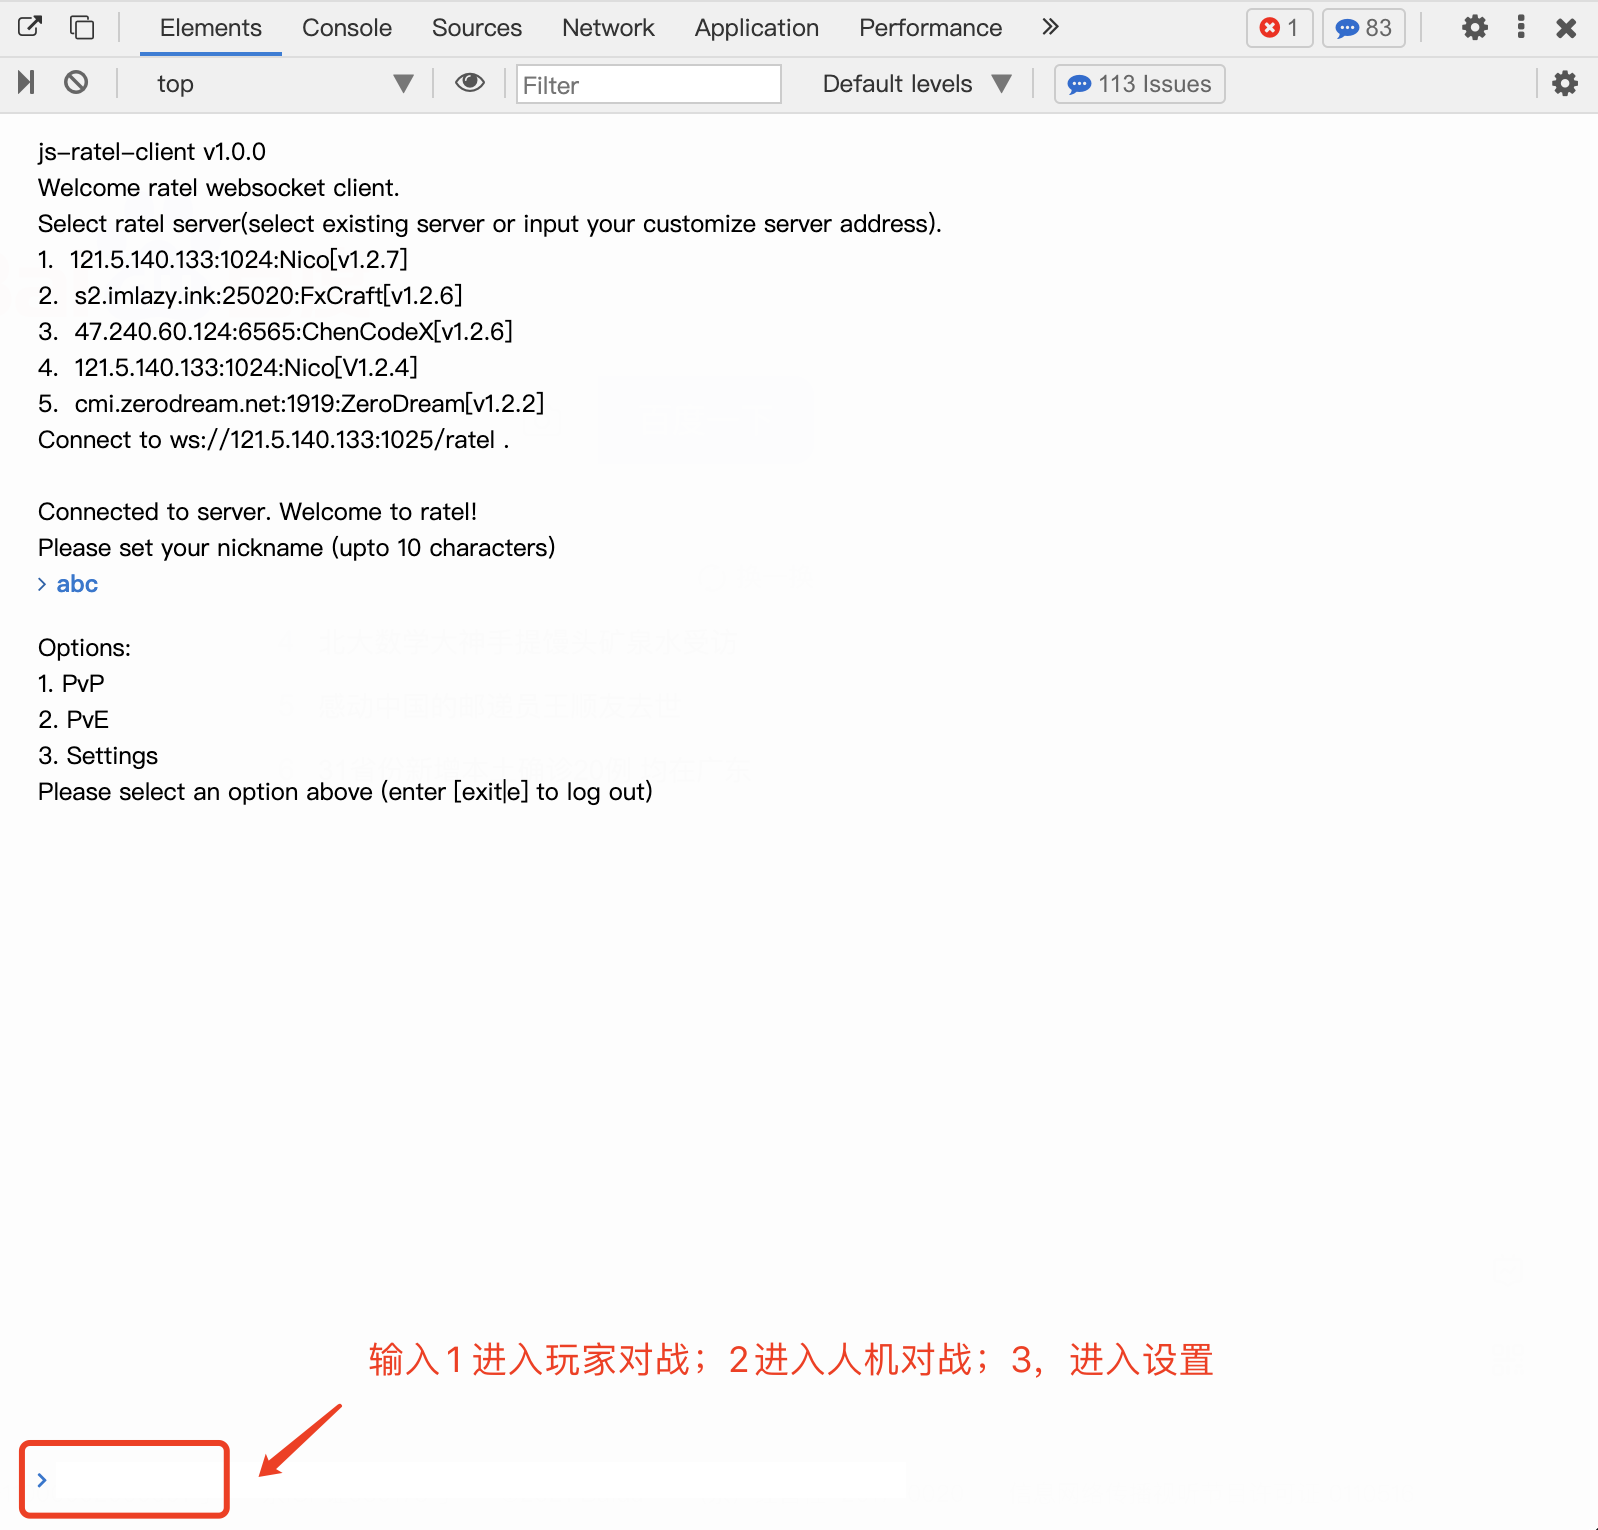 Elements Console Sources Network Application Performance 1 83
top Filter Default levels 113 Issues
js-ratel-client v1.0.0
Welcome ratel websocket client.
Select ratel server(select existing server or input your customize server address).
1. 121.5.140.133:1024:Nico[v1.2.7]
2. s2.imlazy.ink:25020:FxCraft[v1.2.6]
3. 47.240.60.124:6565:ChenCodeX[v1.2.6]
4. 121.5.140.133:1024:Nico[V1.2.4]
5. cmi.zerodream.net:1919:ZeroDream[v1.2.2]
Connect to ws://121.5.140.133:1025/ratel .
Connected to server. Welcome to ratel!
Please set your nickname (upto 10 characters)
> abc
Options:
1. PvP
2. PvE
3. Settings
Please select an option above (enter [exit|e] to log out)
输入1 进入玩家对战；2进入人机对战；3，进入设置
>